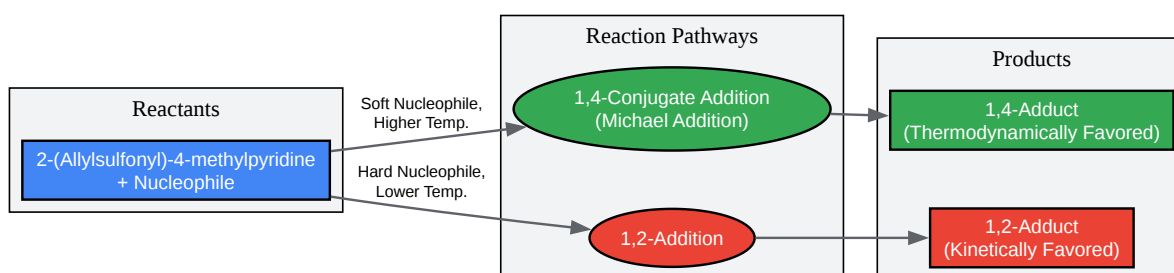 Reactants
2-(Allylsulfonyl)-4-methylpyridine
+ Nucleophile
Soft Nucleophile,
Higher Temp.
Hard Nucleophile,
Lower Temp.
Reaction Pathways
1,4-Conjugate Addition
(Michael Addition)
1,2-Addition
Products
1,4-Adduct
(Thermodynamically Favored)
1,2-Adduct
(Kinetically Favored)